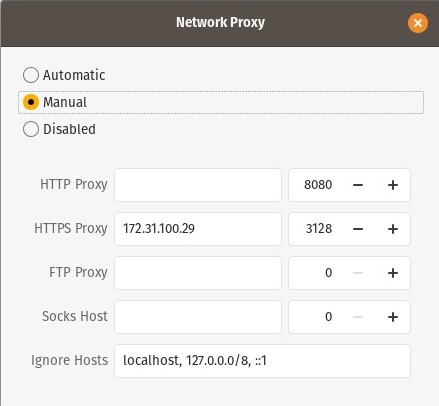 Network Proxy
Automatic
Manual
Disabled
HTTP Proxy 8080 − +
HTTPS Proxy 172.31.100.29 3128 − +
FTP Proxy 0 − +
Socks Host 0 − +
Ignore Hosts localhost, 127.0.0.0/8, ::1